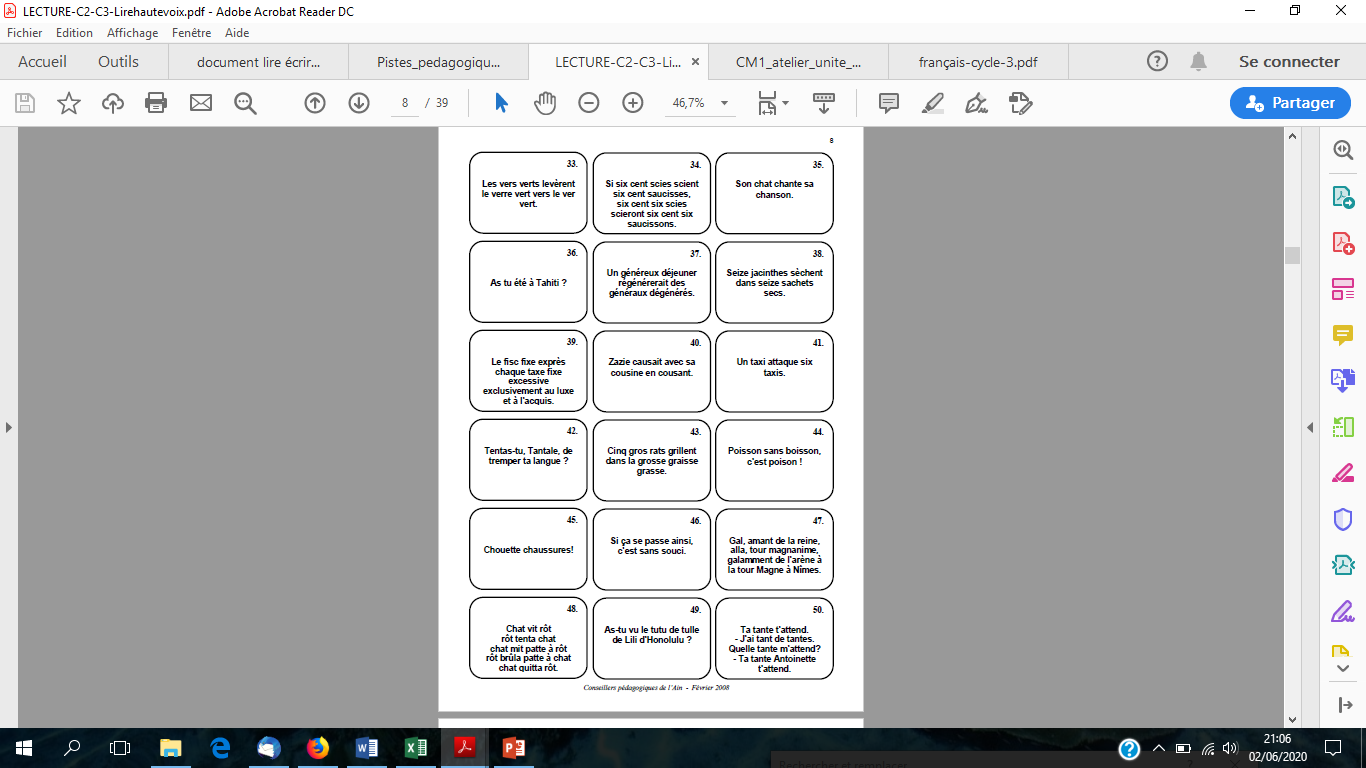 LECTURE-C2-C3-Lirehautevoix.pdf - Adobe Acrobat Reader DC
Fichier Edition Affichage Fenêtre Aide
Accueil Outils document lire écrir... Pistes_pedagogiqu... LECTURE-C2-C3-Li... × CM1_atelier_unite_... français-cycle-3.pdf Se connecter
8 / 39 46,7% Partager
8
33.
Les vers verts levèrent
le verre vert vers le ver
vert.
34.
Si six cent scies scient
six cent saucisses,
six cent six scies
scieront six cent six
saucissons.
35.
Son chat chante sa
chanson.
36.
As tu été à Tahiti ?
37.
Un généreux déjeuner
régénérerait des
généraux dégénérés.
38.
Seize jacinthes sèchent
dans seize sachets
secs.
39.
Le fisc fixe exprès
chaque taxe fixe
excessive
exclusivement au luxe
et à l'acquis.
40.
Zazie causait avec sa
cousine en cousant.
41.
Un taxi attaque six
taxis.
42.
Tentas-tu, Tantale, de
tremper ta langue ?
43.
Cinq gros rats grillent
dans la grosse graisse
grasse.
44.
Poisson sans boisson,
c'est poison !
45.
Chouette chaussures!
46.
Si ça se passe ainsi,
c'est sans souci.
47.
Gal, amant de la reine,
alla, tour magnanime,
galamment de l'arène à
la tour Magne à Nîmes.
48.
Chat vit rôt
rôt tenta chat
chat mit patte à rôt
rôt brûla patte à chat
chat quitta rôt.
49.
As-tu vu le tutu de tulle
de Lili d'Honolulu ?
50.
Ta tante t'attend.
- J'ai tant de tantes.
Quelle tante m'attend?
- Ta tante Antoinette
t'attend.
Conseillers pédagogiques de l'Ain - Février 2008
Rechercher et remplacer
21:06
02/06/2020